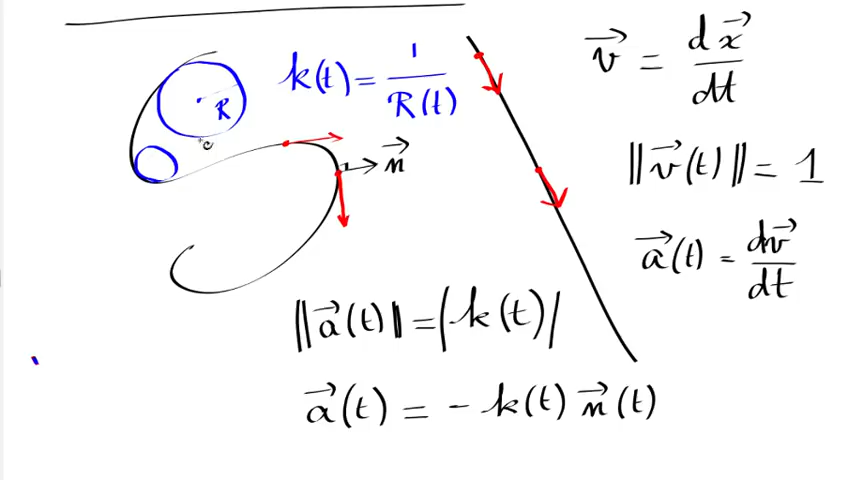 k(t) = 1/R(t)
R
c
n⃗
v⃗ = dx⃗/dt
||v⃗(t)|| = 1
a⃗(t) = dv⃗/dt
||a⃗(t)|| = |k(t)|
a⃗(t) = - k(t) n⃗(t)